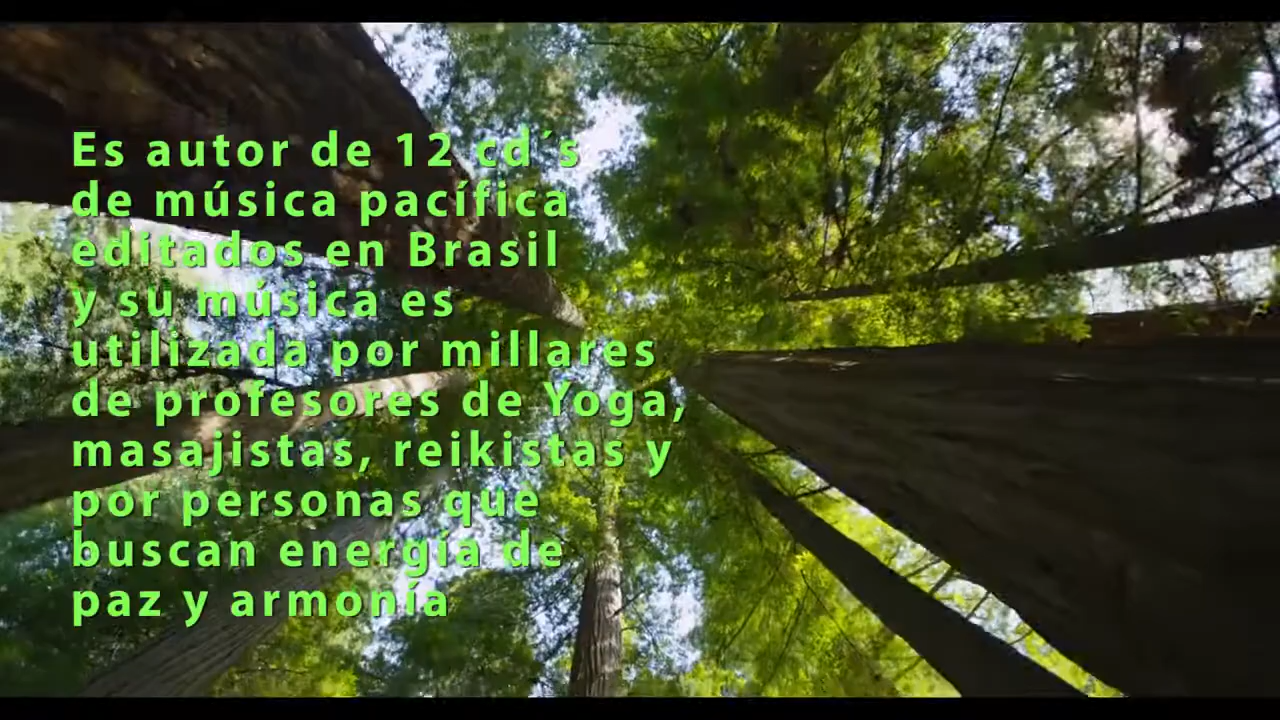 Es autor de 12 cd´s
de música pacífica
editados en Brasil
y su música es
utilizada por millares
de profesores de Yoga,
masajistas, reikistas y
por personas que
buscan energía de
paz y armonía